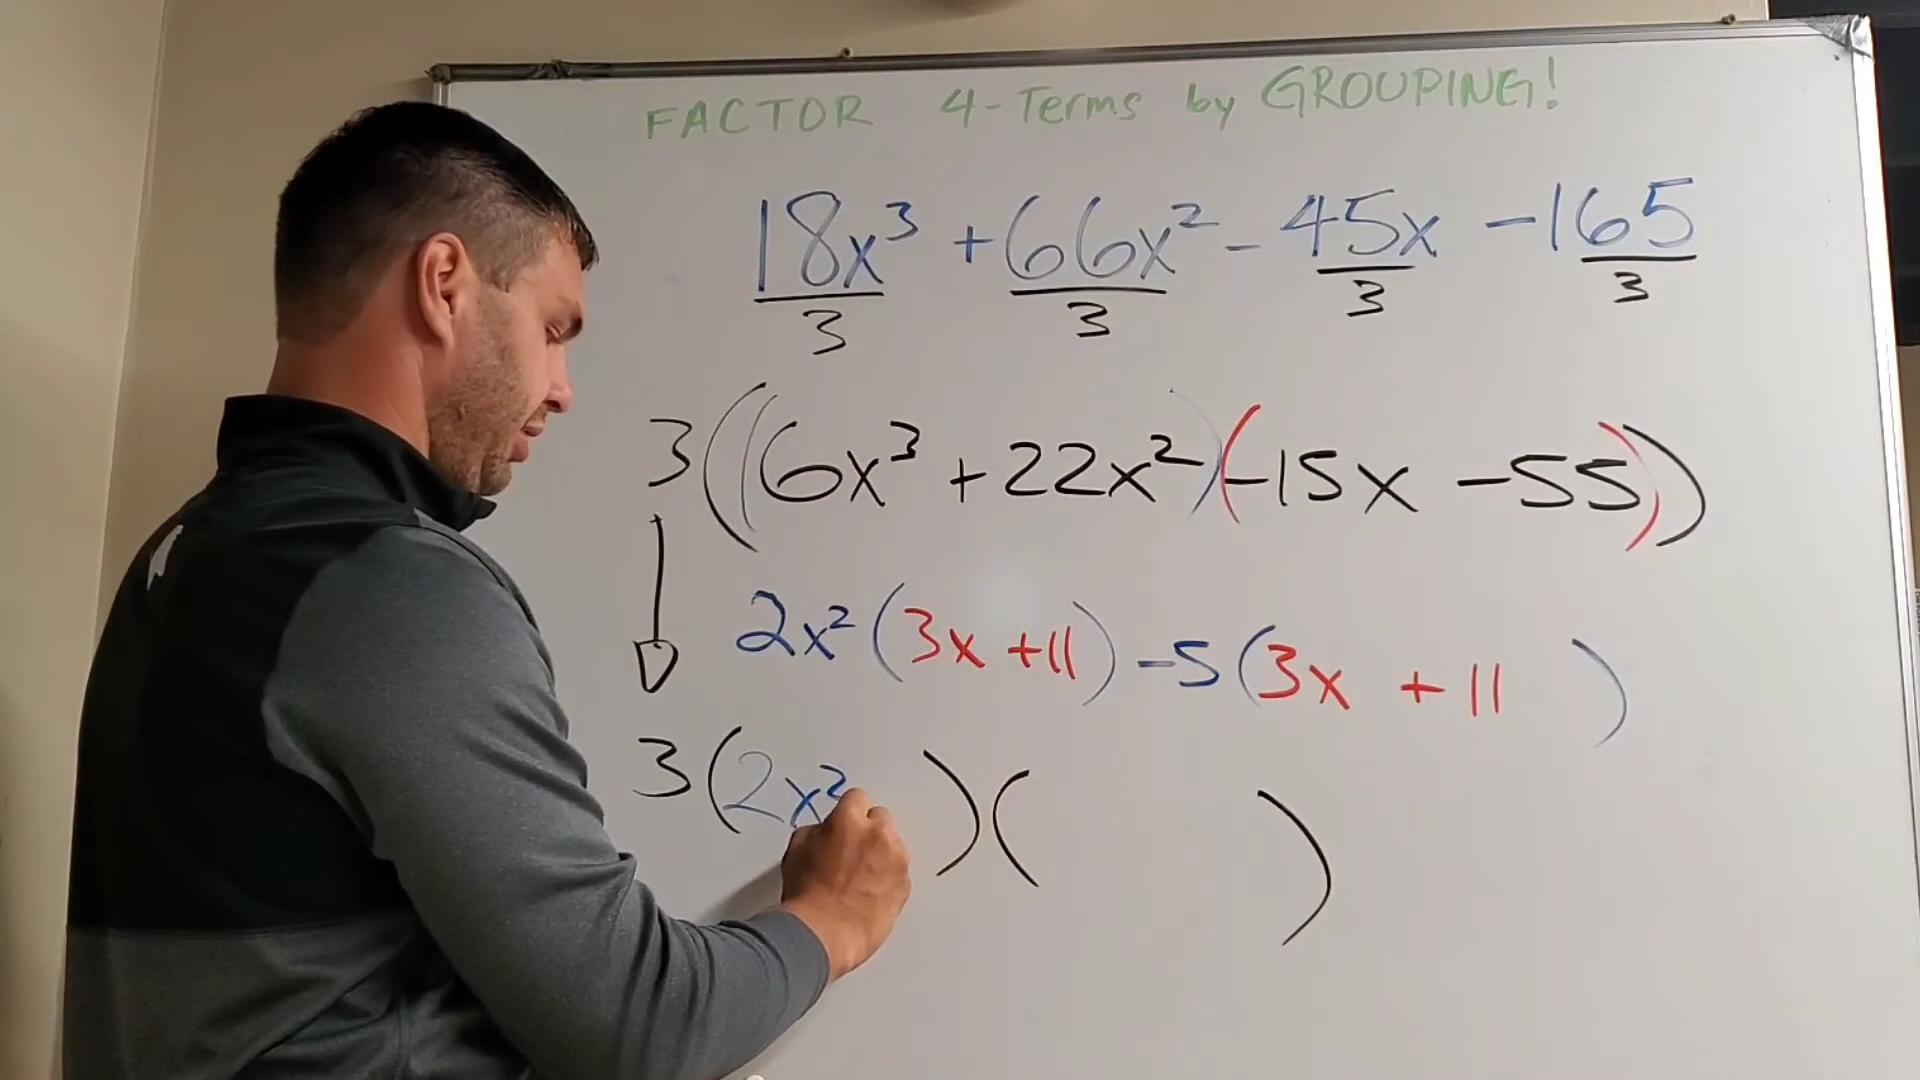 FACTOR 4-Terms by GROUPING!
18x³ + 66x² - 45x - 165
3 3 3 3
3((6x³ + 22x²)(-15x - 55))
2x²(3x + 11) - 5(3x + 11)
3(2x² )( )